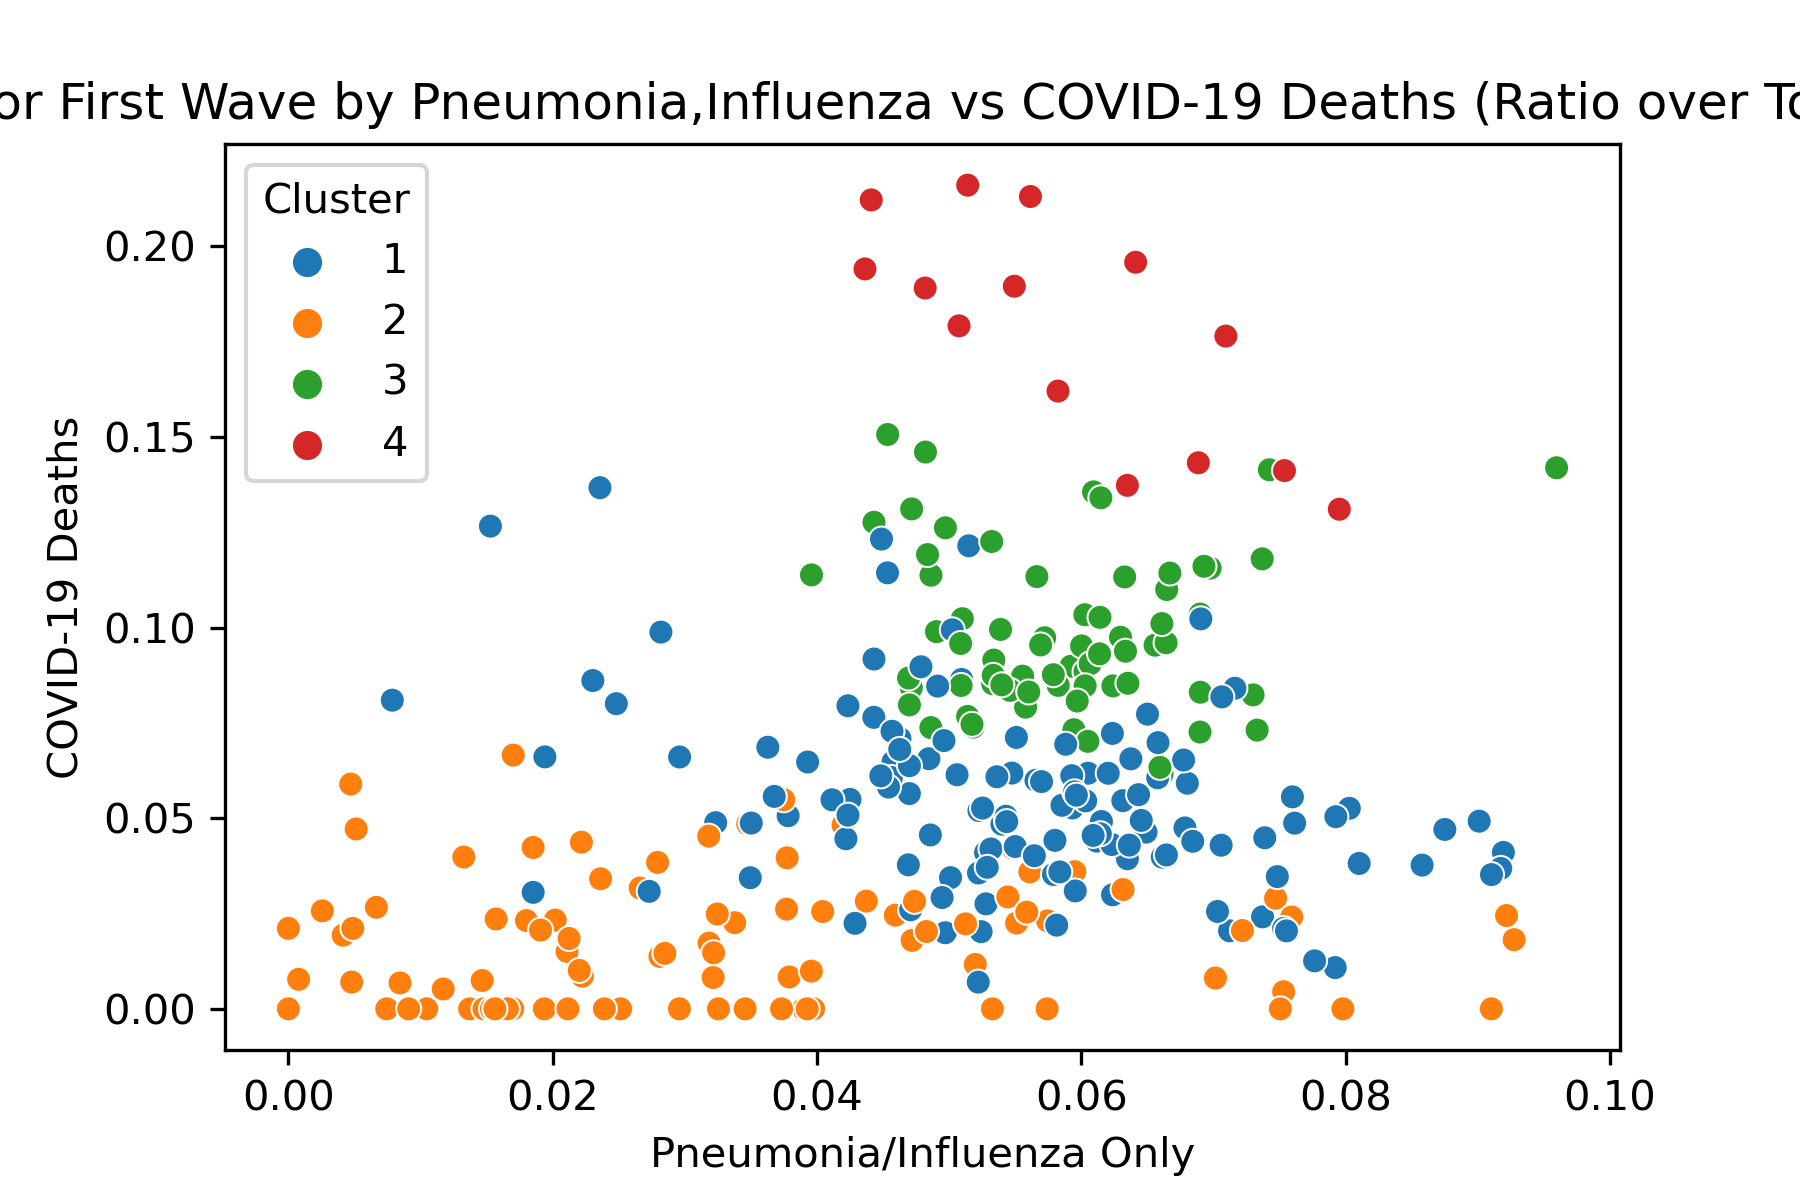 or First Wave by Pneumonia,Influenza vs COVID-19 Deaths (Ratio over To
Cluster
1
2
3
4
COVID-19 Deaths
0.20
0.15
0.10
0.05
0.00
0.00 0.02 0.04 0.06 0.08 0.10
Pneumonia/Influenza Only